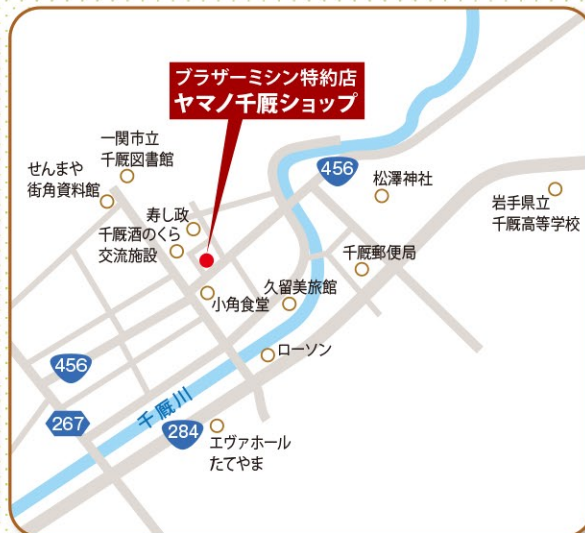 ブラザーミシン特約店
ヤマノ千厩ショップ
一関市立
千厩図書館
せんまや
街角資料館
寿し政
千厩酒のくら
交流施設
456
松澤神社
岩手県立
千厩高等学校
千厩郵便局
久留美旅館
小角食堂
ローソン
456
267
千厩川
284
エヴァホール
たてやま